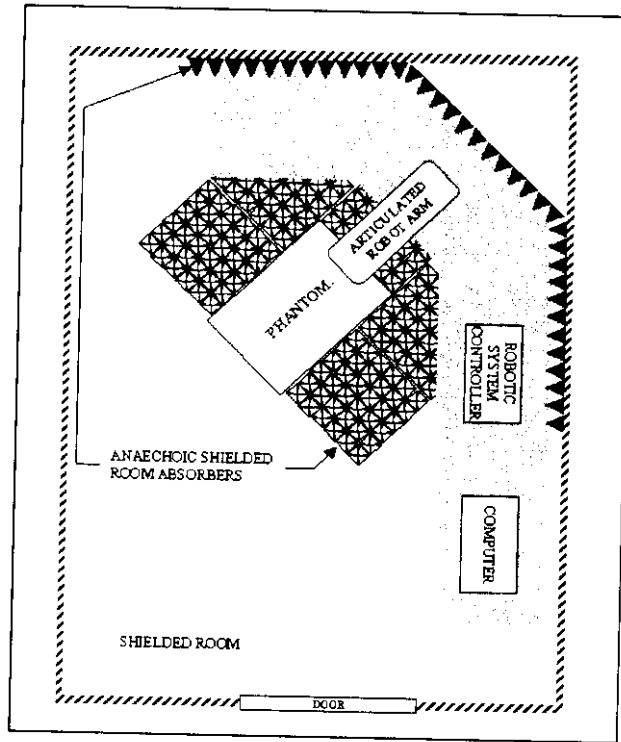 ARTICULATED
ROBOT ARM
PHANTOM.
ROBOTIC
SYSTEM
CONTROLLER
ANAECHOIC SHIELDED
ROOM ABSORBERS
COMPUTER
SHIELDED ROOM
DOOR